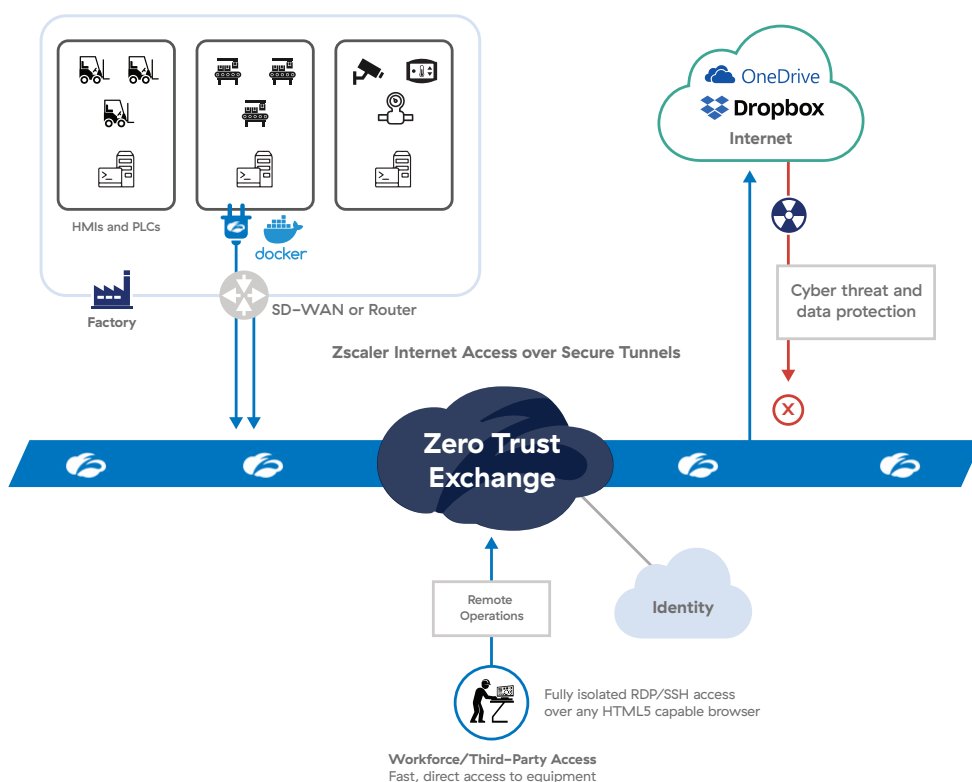 OneDrive
Dropbox
Internet
HMIs and PLCs
docker
Factory
SD-WAN or Router
Cyber threat and
data protection
Zscaler Internet Access over Secure Tunnels
X
Zero Trust
Exchange
Remote
Operations
Identity
Fully isolated RDP/SSH access
over any HTML5 capable browser
Workforce/Third-Party Access
Fast, direct access to equipment